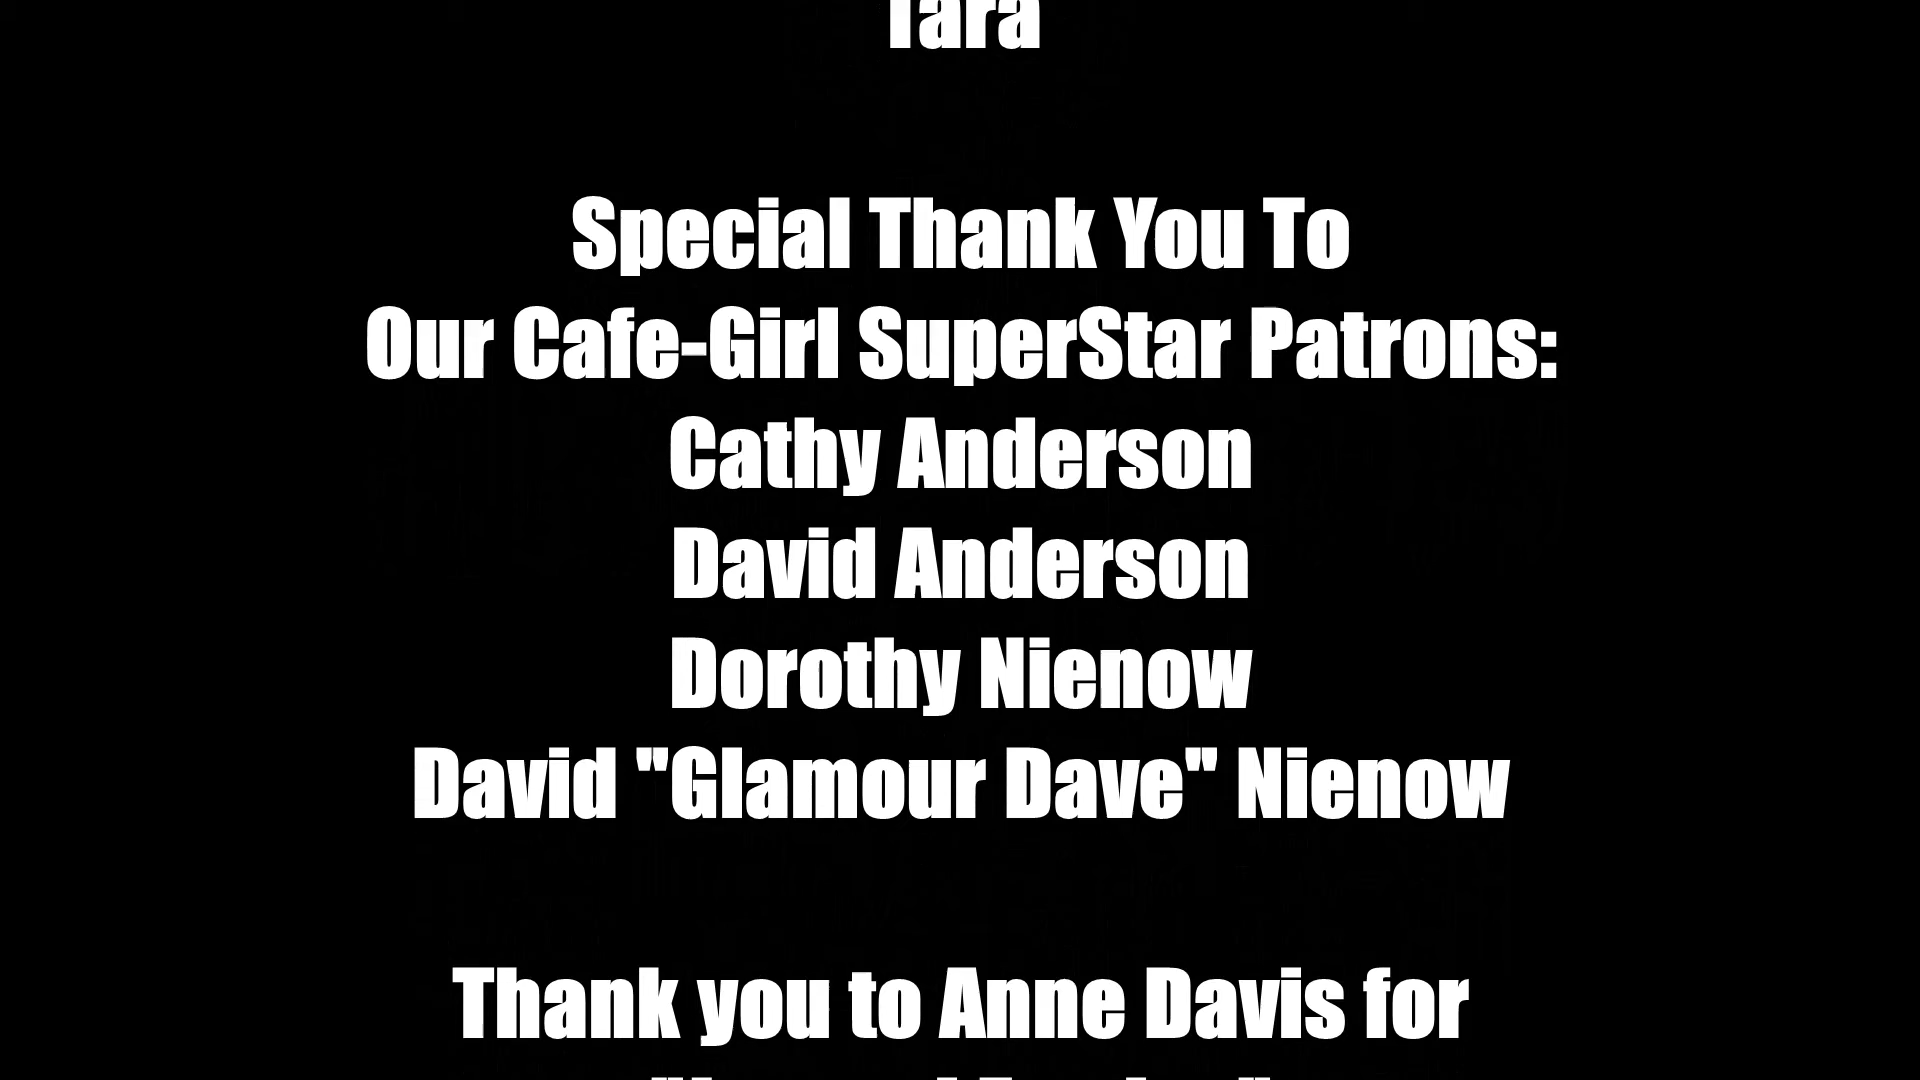 Tara
Special Thank You To
Our Cafe-Girl SuperStar Patrons:
Cathy Anderson
David Anderson
Dorothy Nienow
David "Glamour Dave" Nienow
Thank you to Anne Davis for